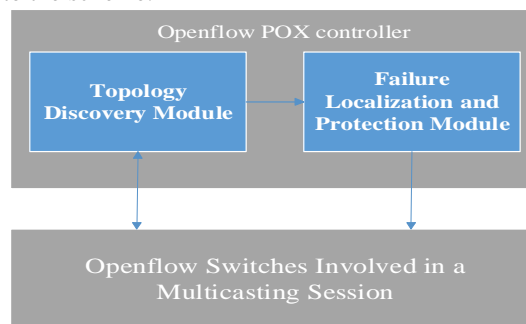 Openflow POX controller
Topology
Discovery Module
Failure
Localization and
Protection Module
Openflow Switches Involved in a
Multicasting Session